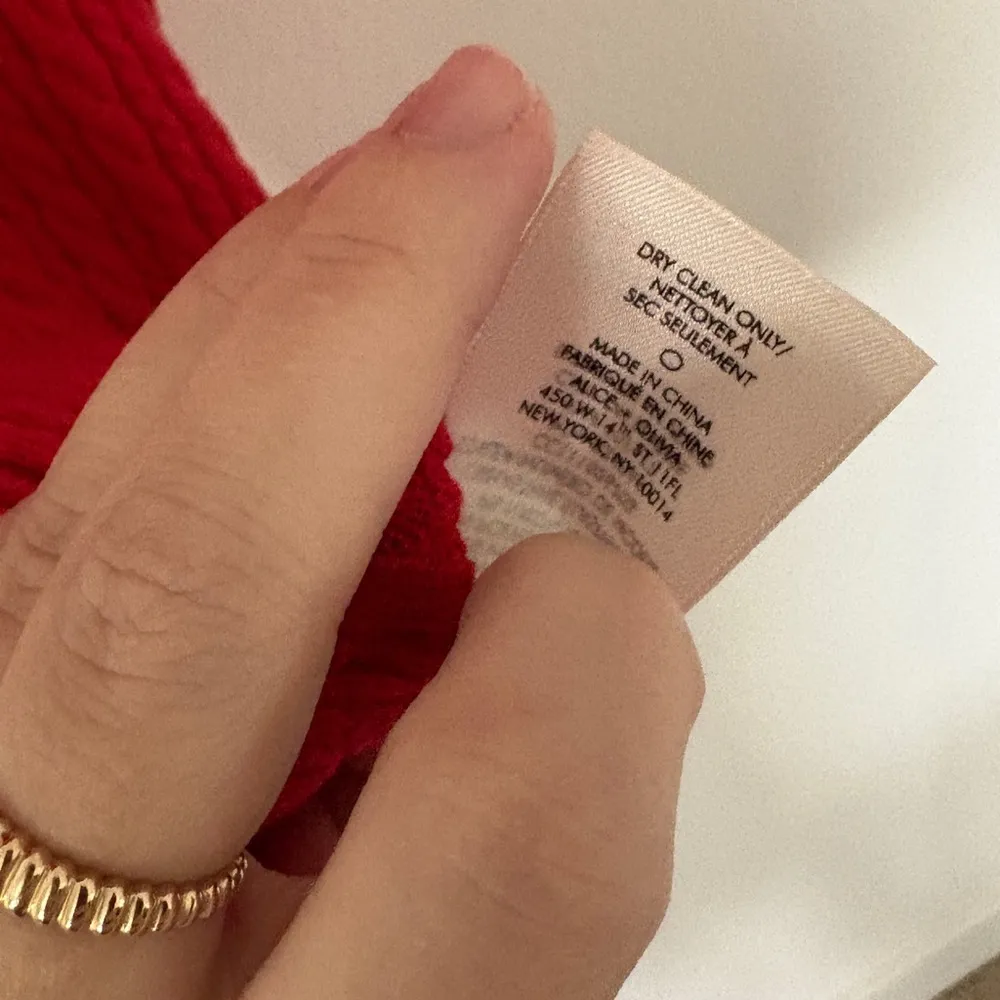 DRY CLEAN ONLY/
NETTOYER À
SEC SEULEMENT
MADE IN CHINA
FABRIQUÉ EN CHINE
ALICE + OLIVIA
450 W 14TH ST 11FL
NEW YORK, NY 10014